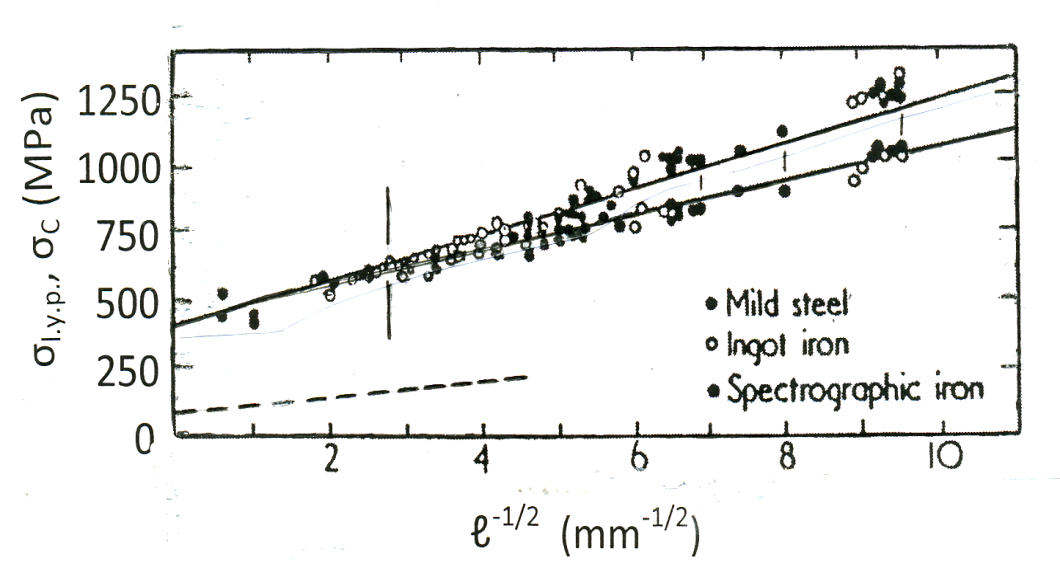 σl.y.p., σC (MPa)
1250
1000
750
500
250
0
2 4 6 8 10
ℓ-1/2 (mm-1/2)
Mild steel
Ingot iron
Spectrographic iron